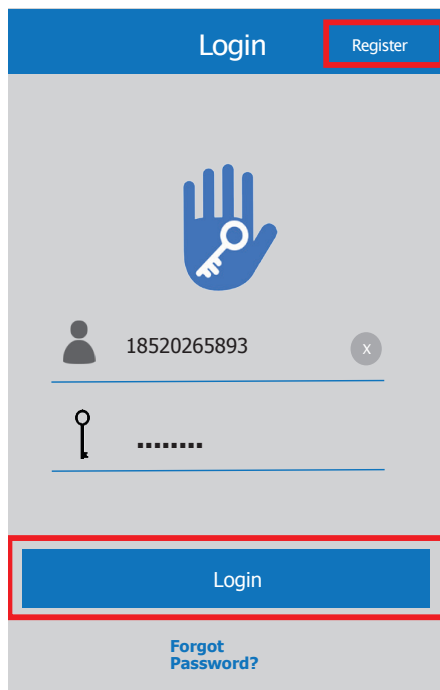 Login
Register
18520265893
X
........
Login
Forgot
Password?